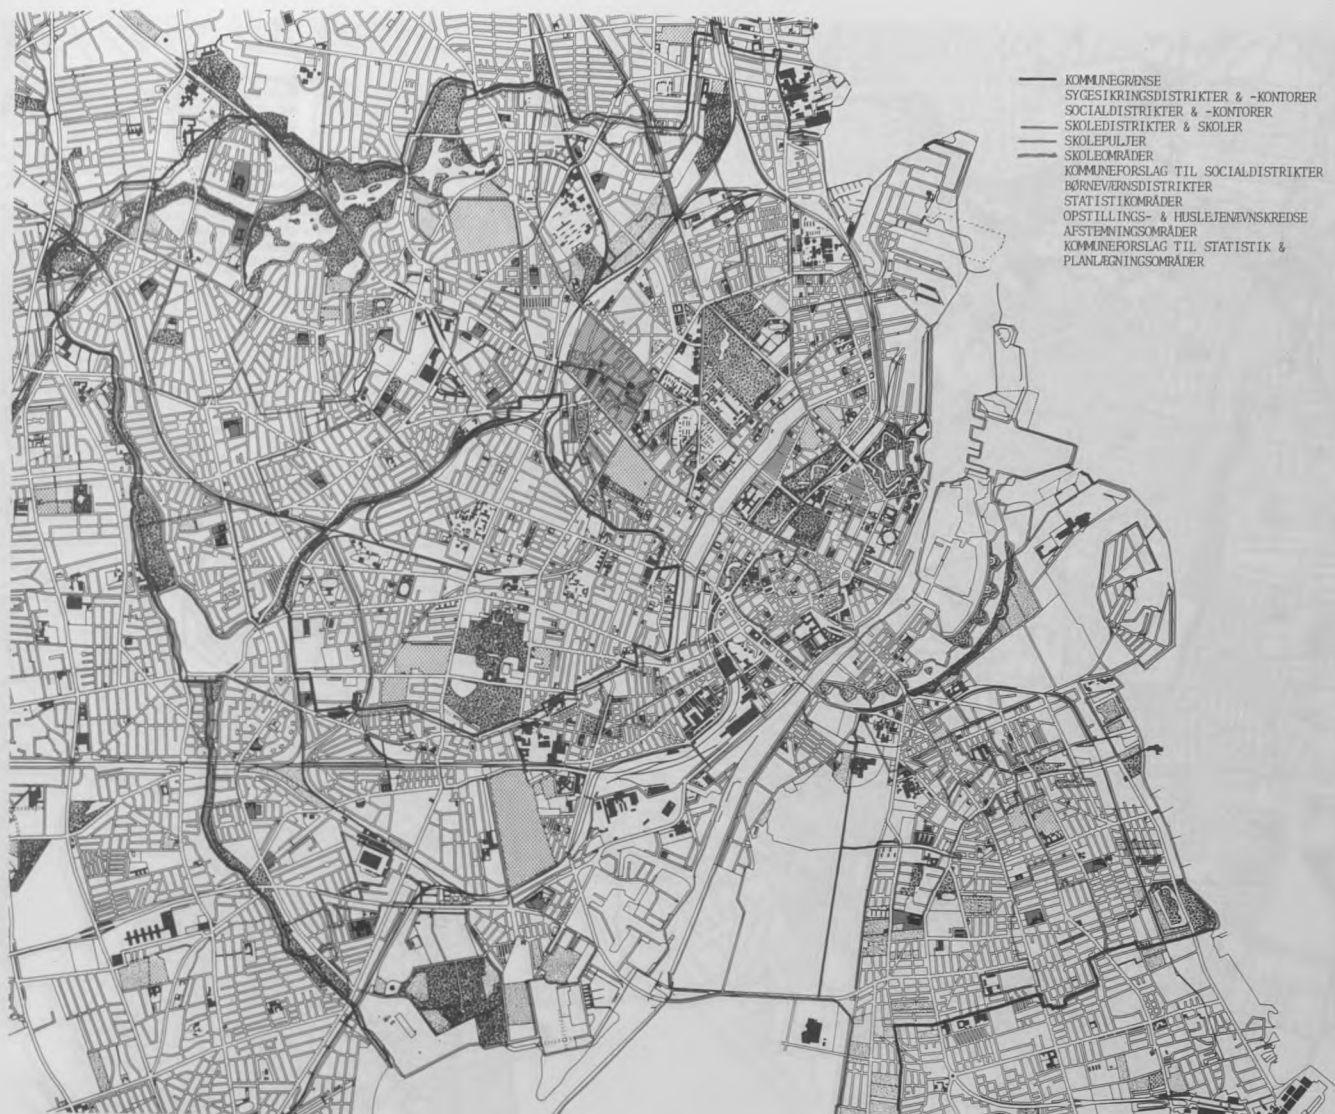 KOMMUNEGRÆNSE
SYGESIKRINGSDISTRIKTER & -KONTORER
SOCIALDISTRIKTER & -KONTORER
SKOLEDISTRIKTER & SKOLER
SKOLEPULJER
SKOLEOMRÅDER
KOMMUNEFORSLAG TIL SOCIALDISTRIKTER
BØRNEVÆRNSDISTRIKTER
STATISTIKOMRÅDER
OPSTILLINGS- & HUSLEJENÆVNSKREDSE
AFSTEMNINGSOMRÅDER
KOMMUNEFORSLAG TIL STATISTIK &
PLANLÆGNINGSOMRÅDER